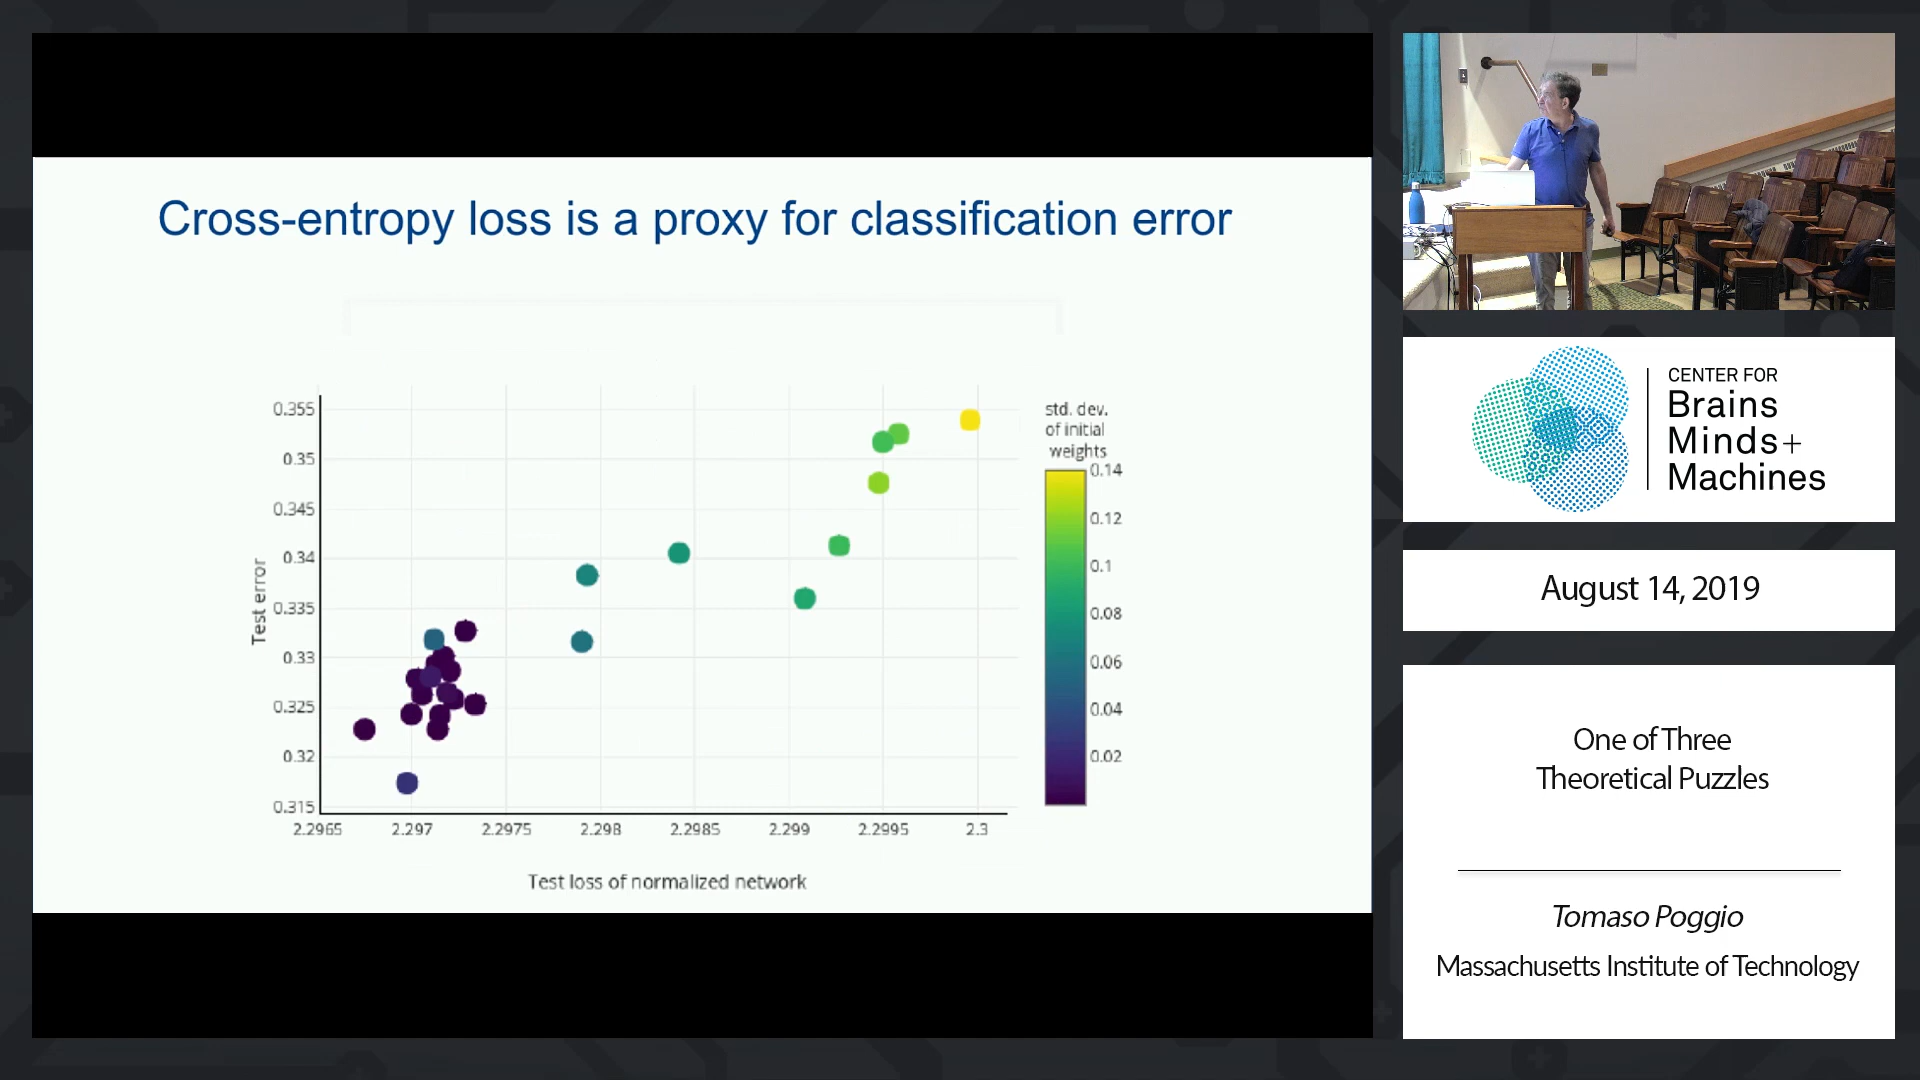 Cross-entropy loss is a proxy for classification error
0.355
0.35
0.345
0.34
0.335
0.33
0.325
0.32
0.315
Test error
2.2965 2.297 2.2975 2.298 2.2985 2.299 2.2995 2.3
Test loss of normalized network
std. dev.
of initial
weights
0.14
0.12
0.1
0.08
0.06
0.04
0.02
CENTER FOR
Brains
Minds+
Machines
August 14, 2019
One of Three
Theoretical Puzzles
Tomaso Poggio
Massachusetts Institute of Technology